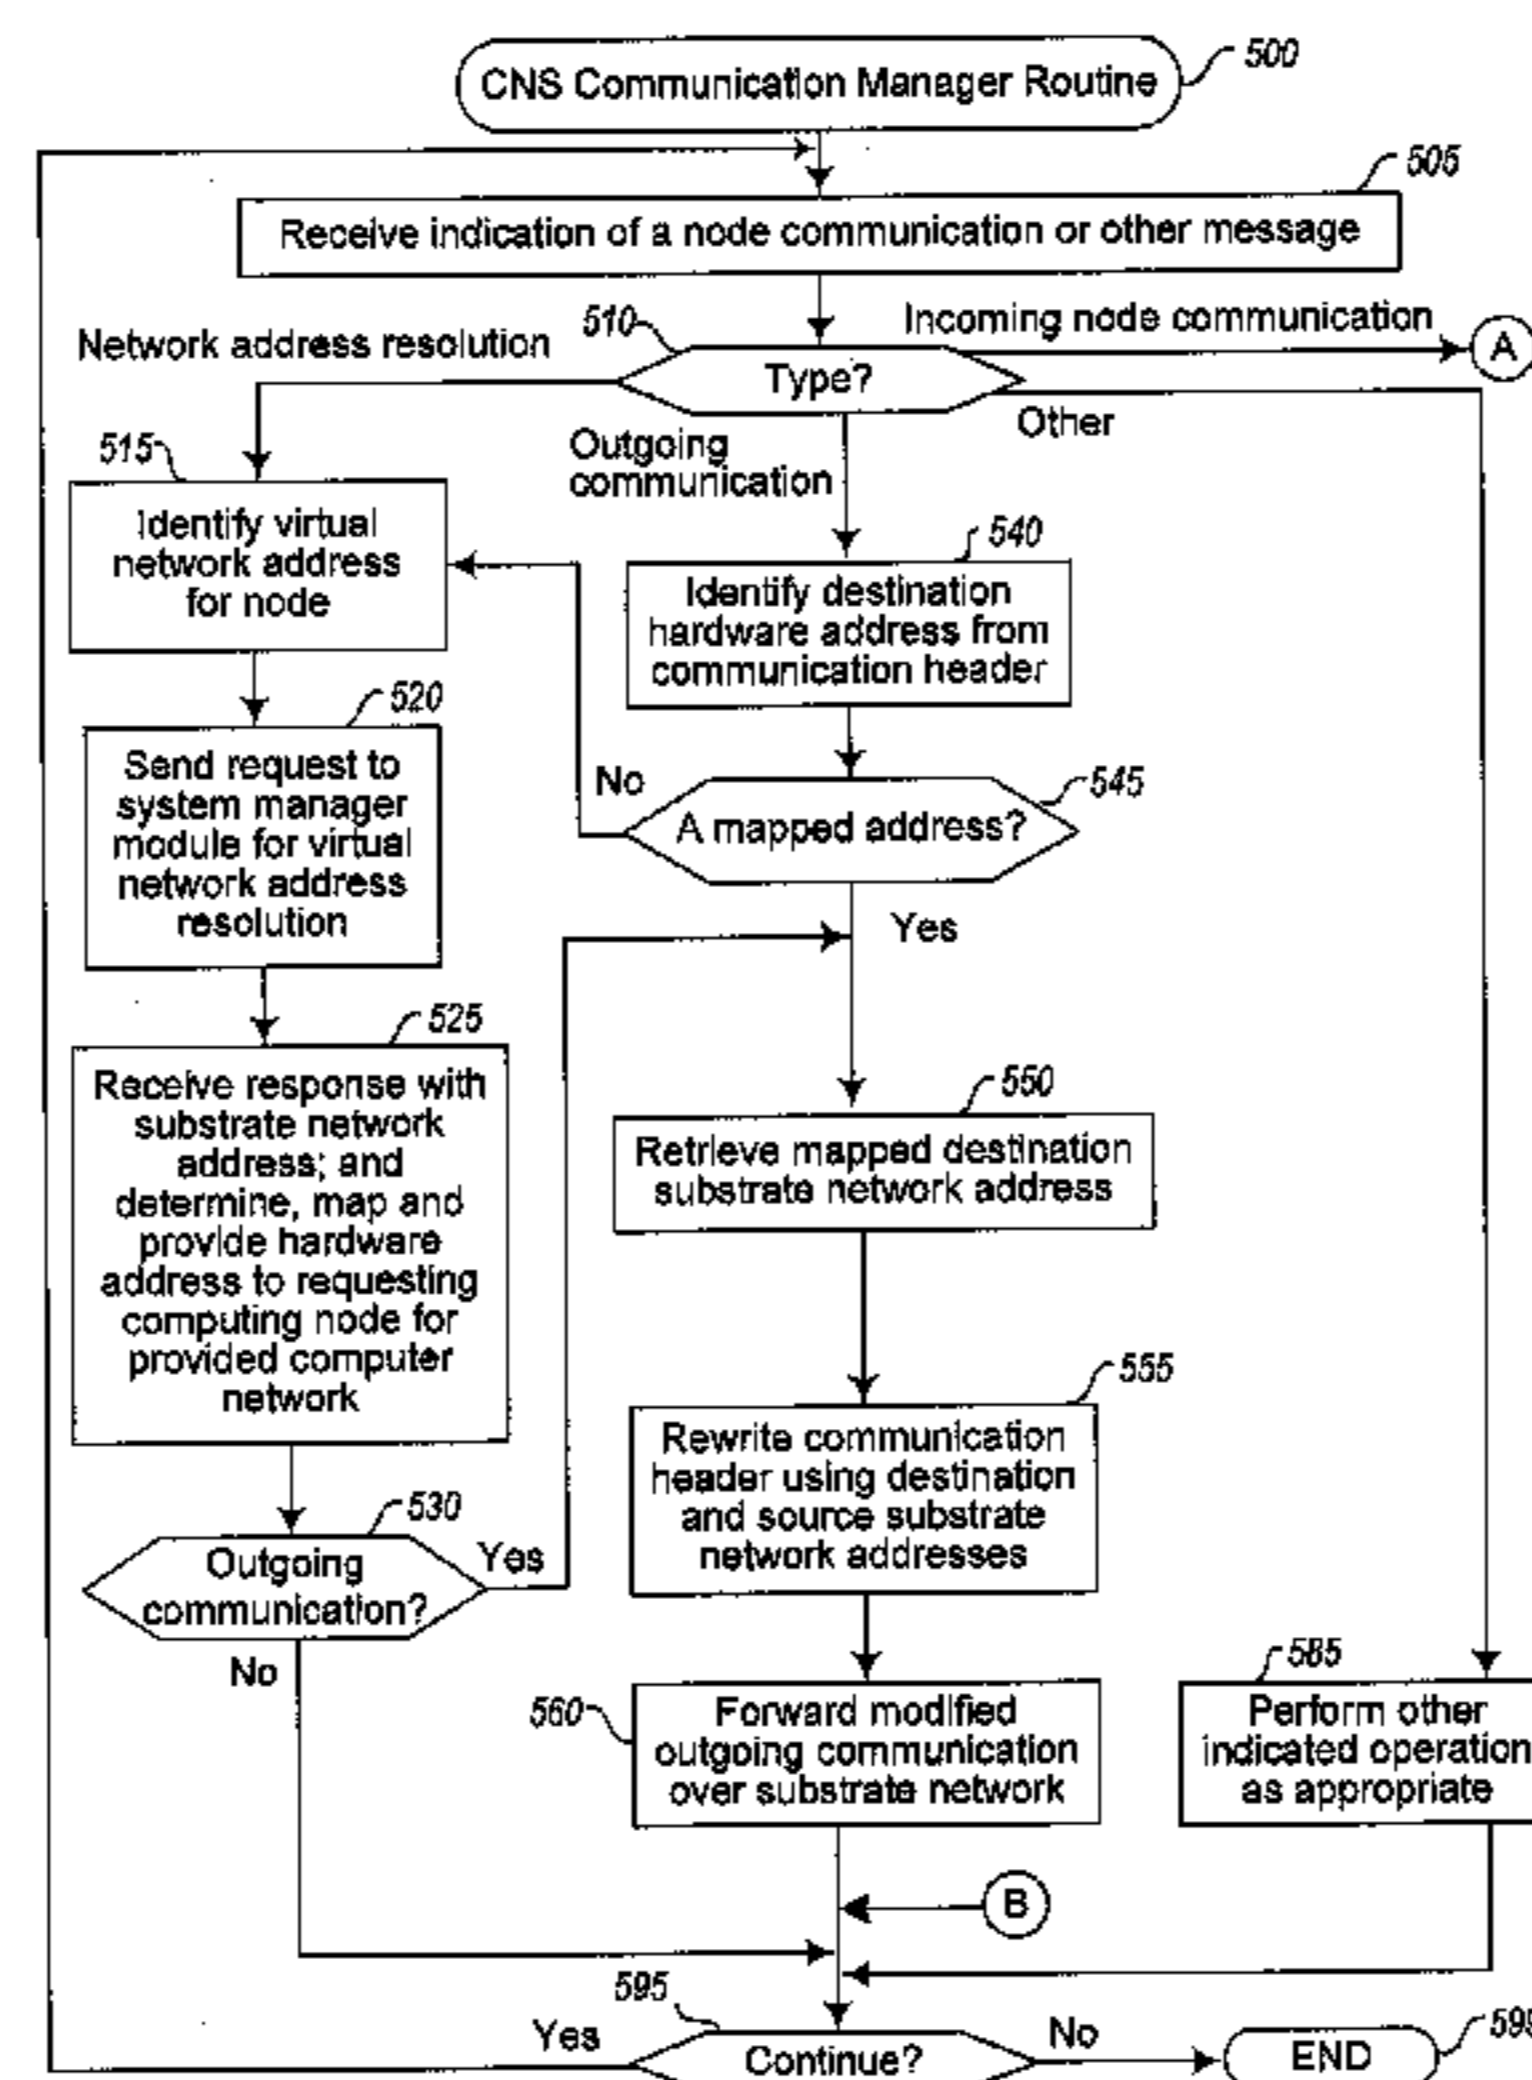 CNS Communication Manager Routine
500
505
Receive indication of a node communication or other message
510
Incoming node communication
A
Network address resolution
Type?
Other
Outgoing
communication
515
Identify virtual
network address
for node
540
Identify destination
hardware address from
communication header
520
Send request to
system manager
module for virtual
network address
resolution
No
545
A mapped address?
Yes
525
Receive response with
substrate network
address; and
determine, map and
provide hardware
address to requesting
computing node for
provided computer
network
550
Retrieve mapped destination
substrate network address
555
Rewrite communication
header using destination
and source substrate
network addresses
530
Outgoing
communication?
Yes
No
560
Forward modified
outgoing communication
over substrate network
585
Perform other
indicated operation
as appropriate
B
595
Yes
Continue?
No
END
599